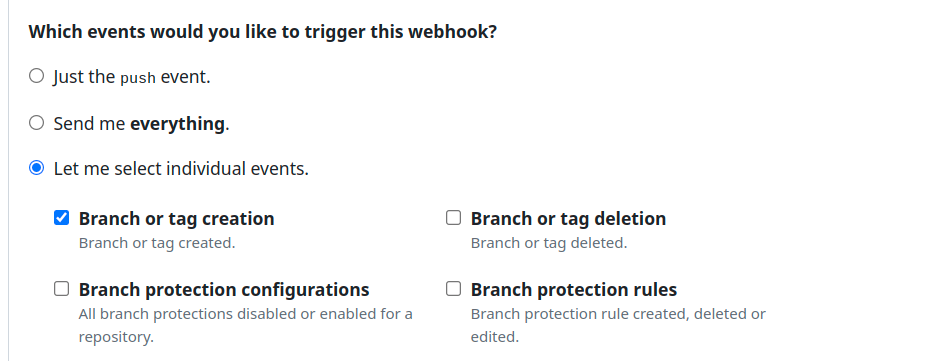 Which events would you like to trigger this webhook?
Just the push event.
Send me everything.
Let me select individual events.
Branch or tag creation
Branch or tag created.
Branch or tag deletion
Branch or tag deleted.
Branch protection configurations
All branch protections disabled or enabled for a
repository.
Branch protection rules
Branch protection rule created, deleted or
edited.